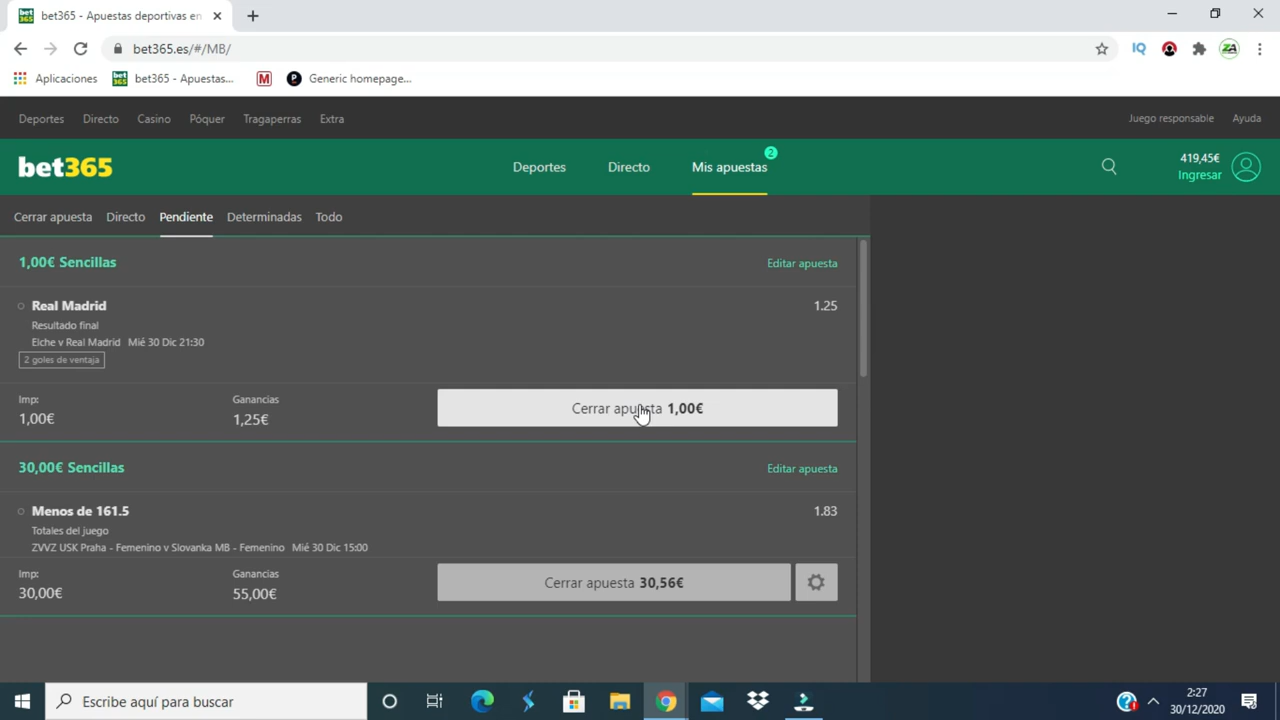 bet365 - Apuestas deportivas en
bet365.es/#/MB/
Aplicaciones bet365 - Apuestas... M Generic homepage...
Deportes Directo Casino Póquer Tragaperras Extra Juego responsable Ayuda
bet365 Deportes Directo Mis apuestas 2 419,45€
Ingresar
Cerrar apuesta Directo Pendiente Determinadas Todo
1,00€ Sencillas Editar apuesta
Real Madrid 1.25
Resultado final
Elche v Real Madrid Mié 30 Dic 21:30
2 goles de ventaja
Imp: Ganancias
1,00€ 1,25€ Cerrar apuesta 1,00€
30,00€ Sencillas Editar apuesta
Menos de 161.5 1.83
Totales del juego
ZVVZ USK Praha - Femenino v Slovanka MB - Femenino Mié 30 Dic 15:00
Imp: Ganancias
30,00€ 55,00€ Cerrar apuesta 30,56€
Escribe aquí para buscar 2:27
30/12/2020